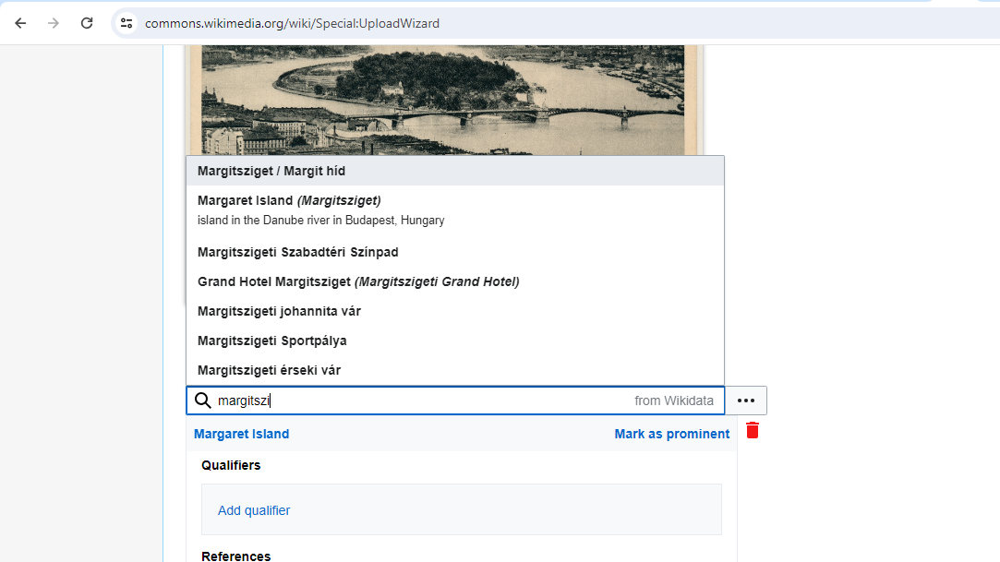 commons.wikimedia.org/wiki/Special:UploadWizard
Margitsziget / Margit híd
Margaret Island (Margitsziget)
island in the Danube river in Budapest, Hungary
Margitszigeti Szabadtéri Színpad
Grand Hotel Margitsziget (Margitszigeti Grand Hotel)
Margitszigeti johannita vár
Margitszigeti Sportpálya
Margitszigeti érseki vár
margitszi from Wikidata
Margaret Island Mark as prominent
Qualifiers
Add qualifier
References